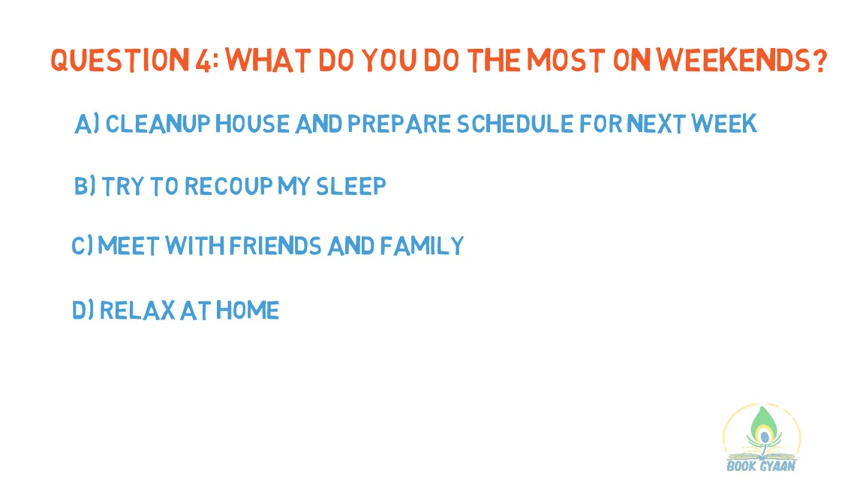 QUESTION 4: WHAT DO YOU DO THE MOST ON WEEKENDS?
A) CLEANUP HOUSE AND PREPARE SCHEDULE FOR NEXT WEEK
B) TRY TO RECOUP MY SLEEP
C) MEET WITH FRIENDS AND FAMILY
D) RELAX AT HOME
BOOK GYAAN